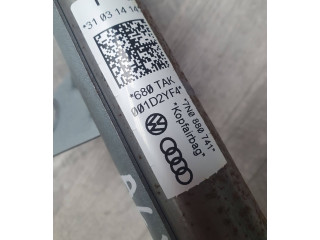 *31 03 14 14
*680 TAK
001D2YF4*
*7N0 880 741*
*Kopfairbag*